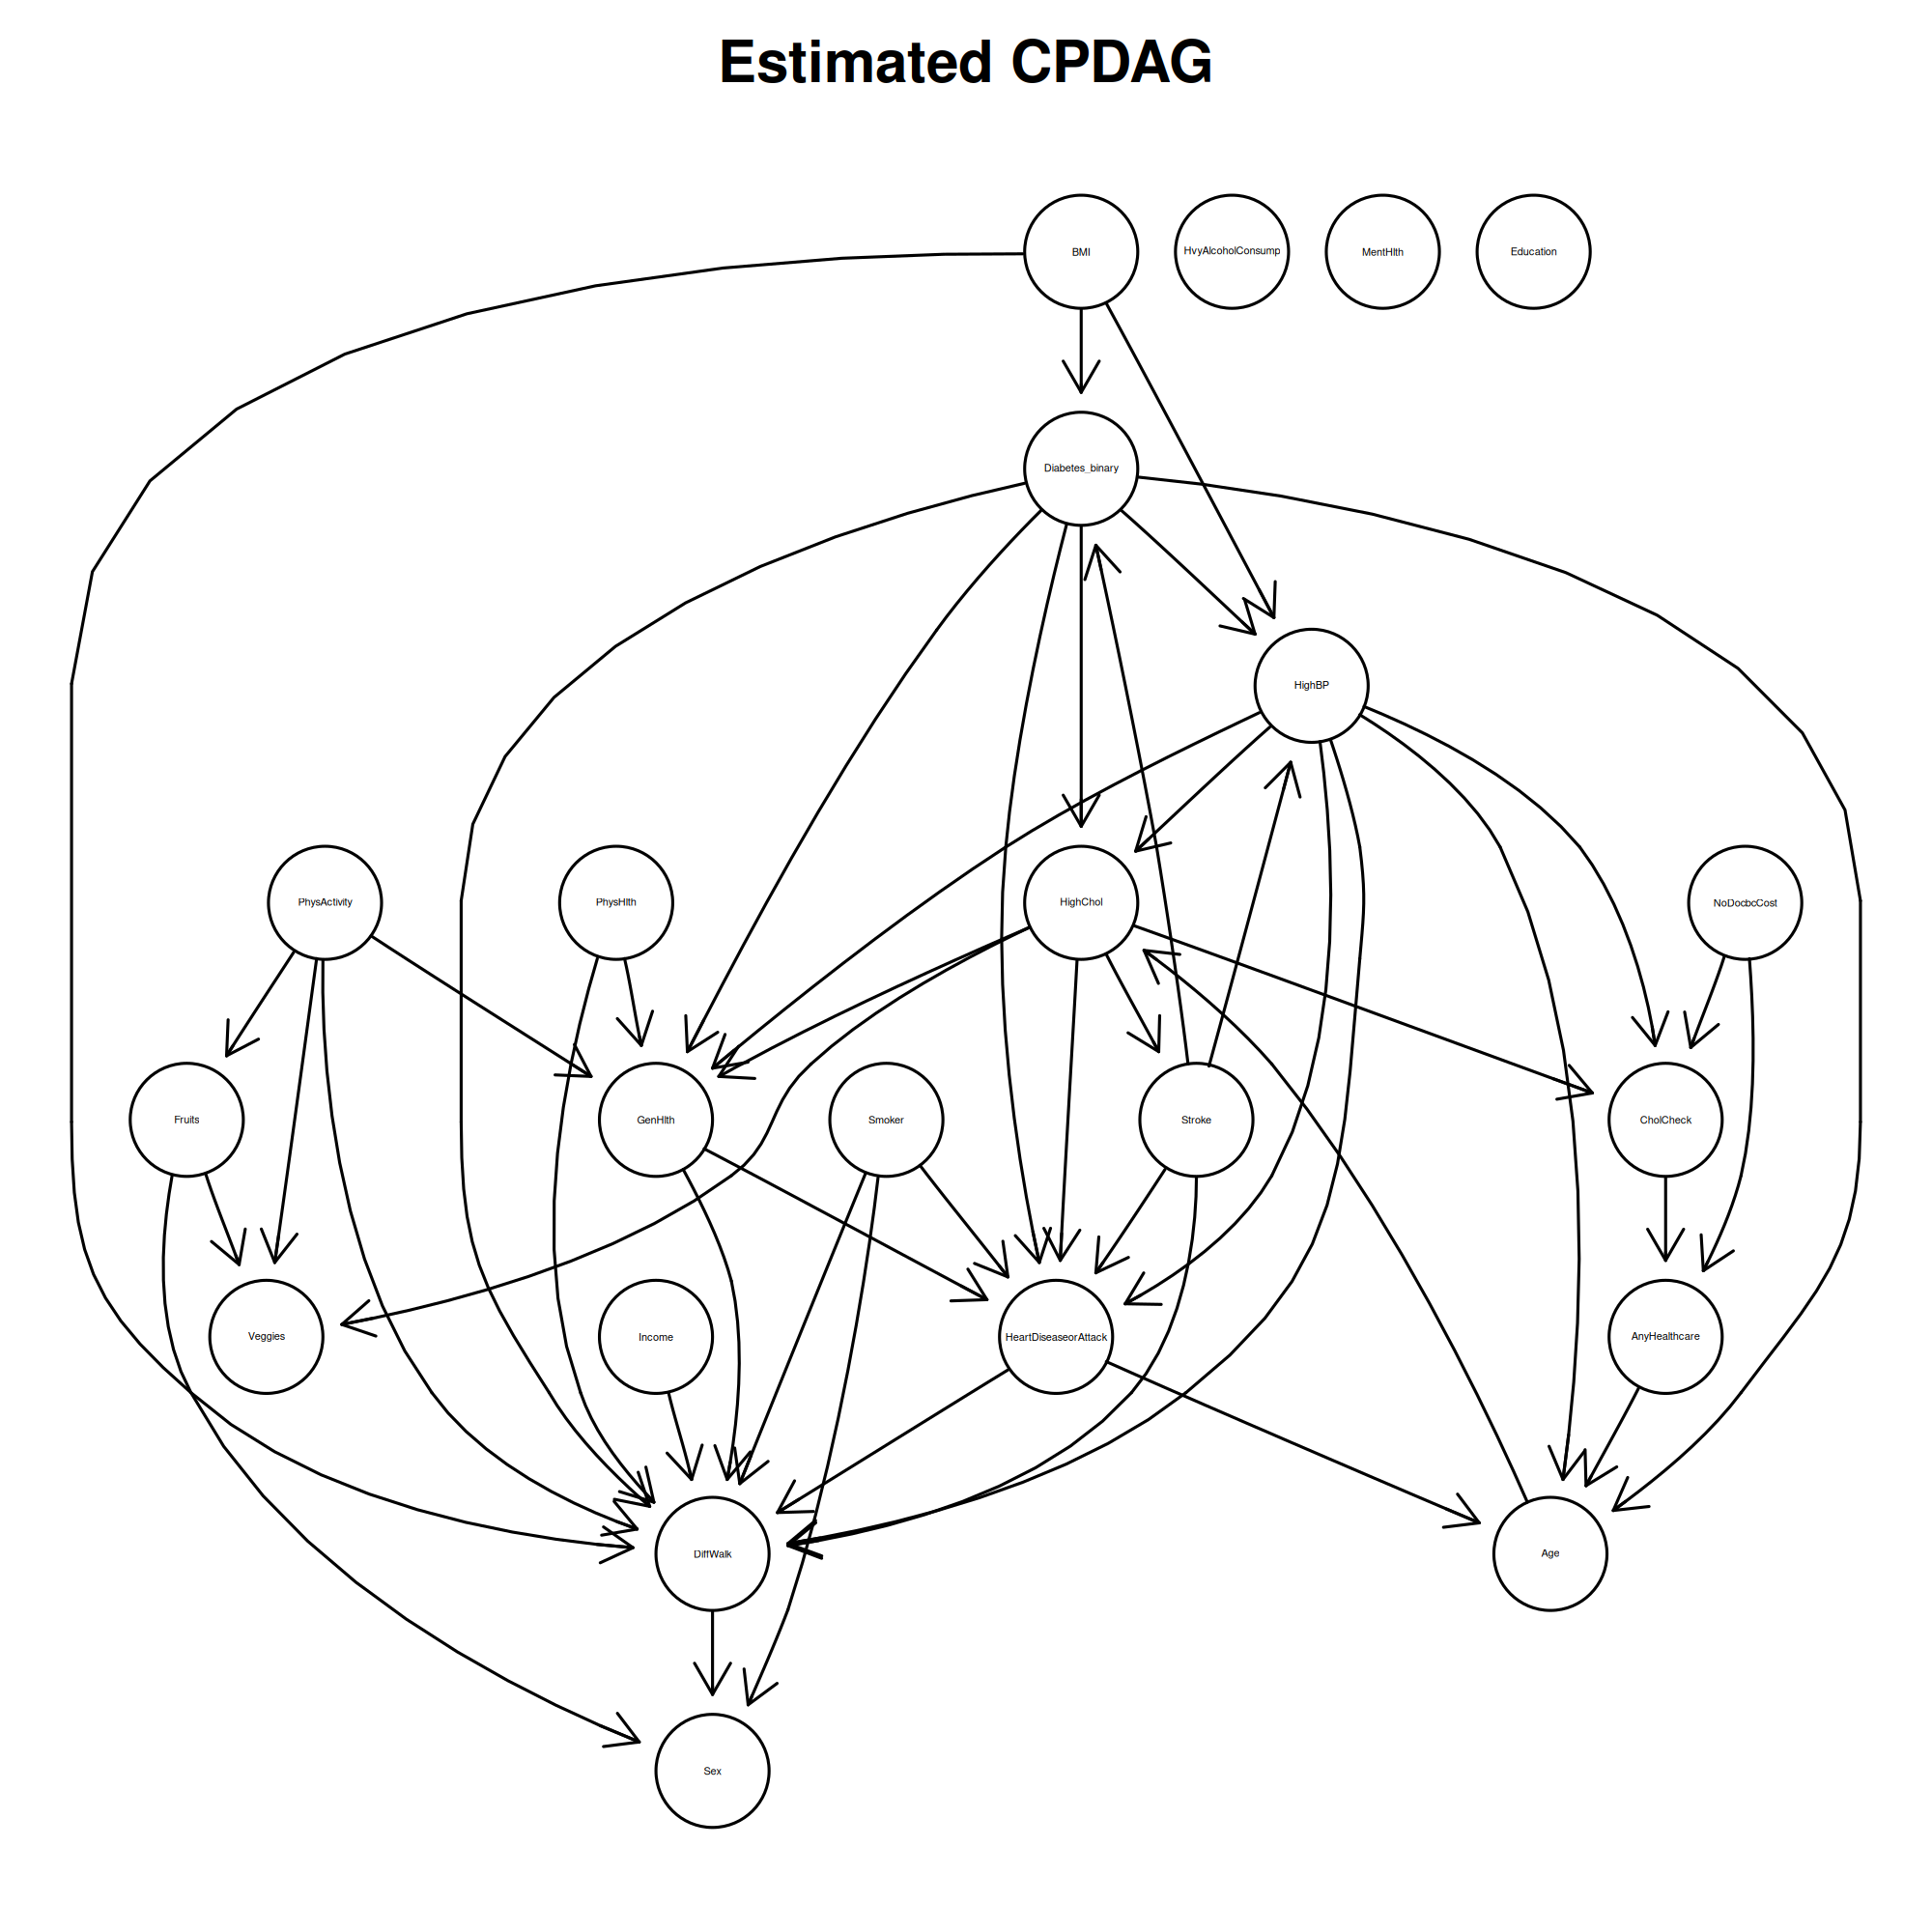 Estimated CPDAG
BMI
HvyAlcoholConsump
MentHlth
Education
Diabetes_binary
HighBP
PhysActivity
PhysHlth
HighChol
NoDocbcCost
Fruits
GenHlth
Smoker
Stroke
CholCheck
Veggies
Income
HeartDiseaseorAttack
AnyHealthcare
DiffWalk
Age
Sex